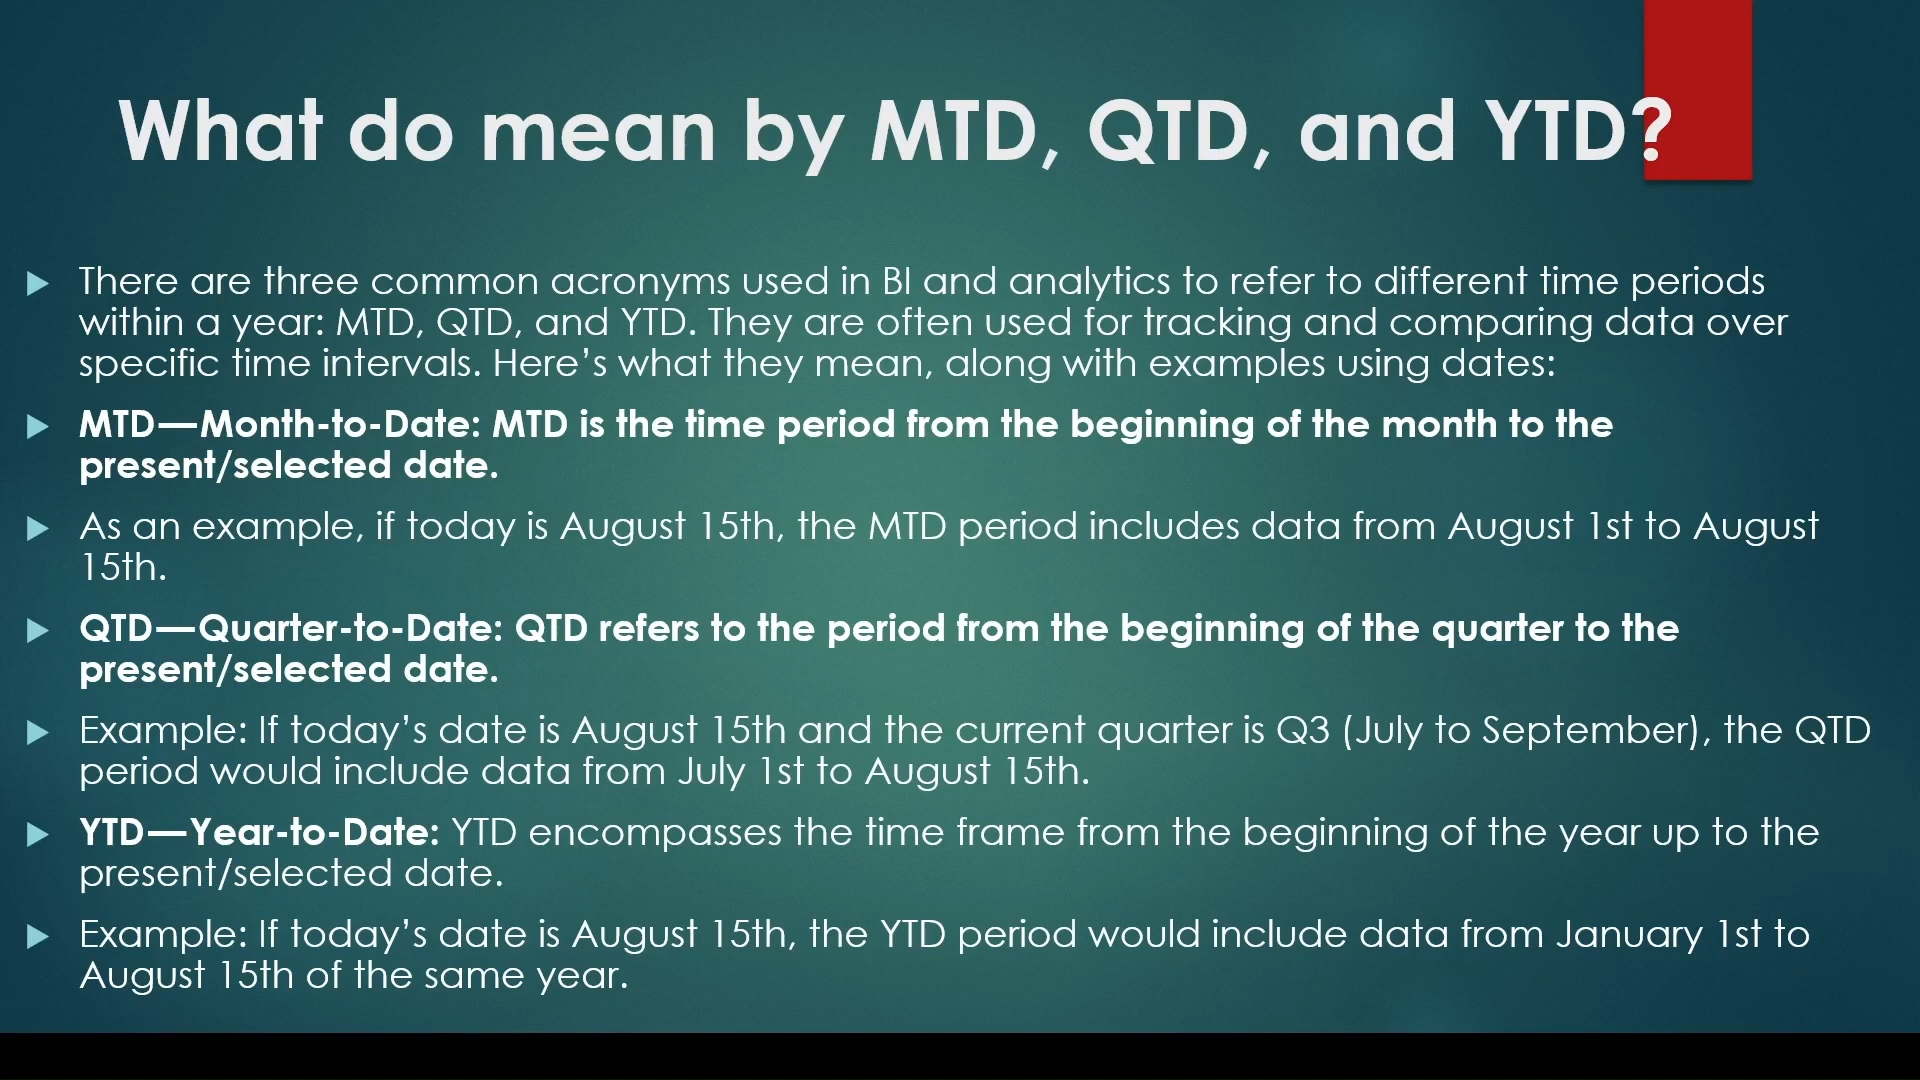 What do mean by MTD, QTD, and YTD?
There are three common acronyms used in BI and analytics to refer to different time periods
within a year: MTD, QTD, and YTD. They are often used for tracking and comparing data over
specific time intervals. Here’s what they mean, along with examples using dates:
MTD—Month-to-Date: MTD is the time period from the beginning of the month to the
present/selected date.
As an example, if today is August 15th, the MTD period includes data from August 1st to August
15th.
QTD—Quarter-to-Date: QTD refers to the period from the beginning of the quarter to the
present/selected date.
Example: If today’s date is August 15th and the current quarter is Q3 (July to September), the QTD
period would include data from July 1st to August 15th.
YTD—Year-to-Date: YTD encompasses the time frame from the beginning of the year up to the
present/selected date.
Example: If today’s date is August 15th, the YTD period would include data from January 1st to
August 15th of the same year.